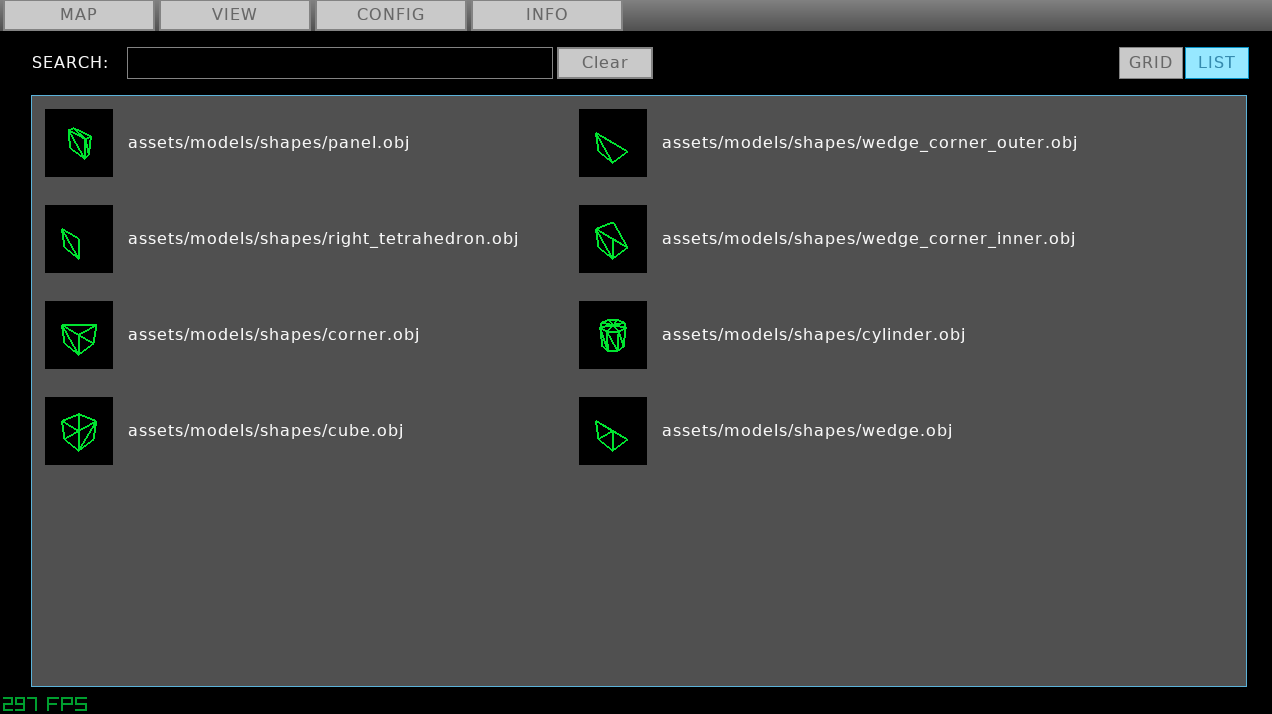 MAP VIEW CONFIG INFO
SEARCH: Clear GRID LIST
assets/models/shapes/panel.obj assets/models/shapes/wedge_corner_outer.obj
assets/models/shapes/right_tetrahedron.obj assets/models/shapes/wedge_corner_inner.obj
assets/models/shapes/corner.obj assets/models/shapes/cylinder.obj
assets/models/shapes/cube.obj assets/models/shapes/wedge.obj
297 FPS